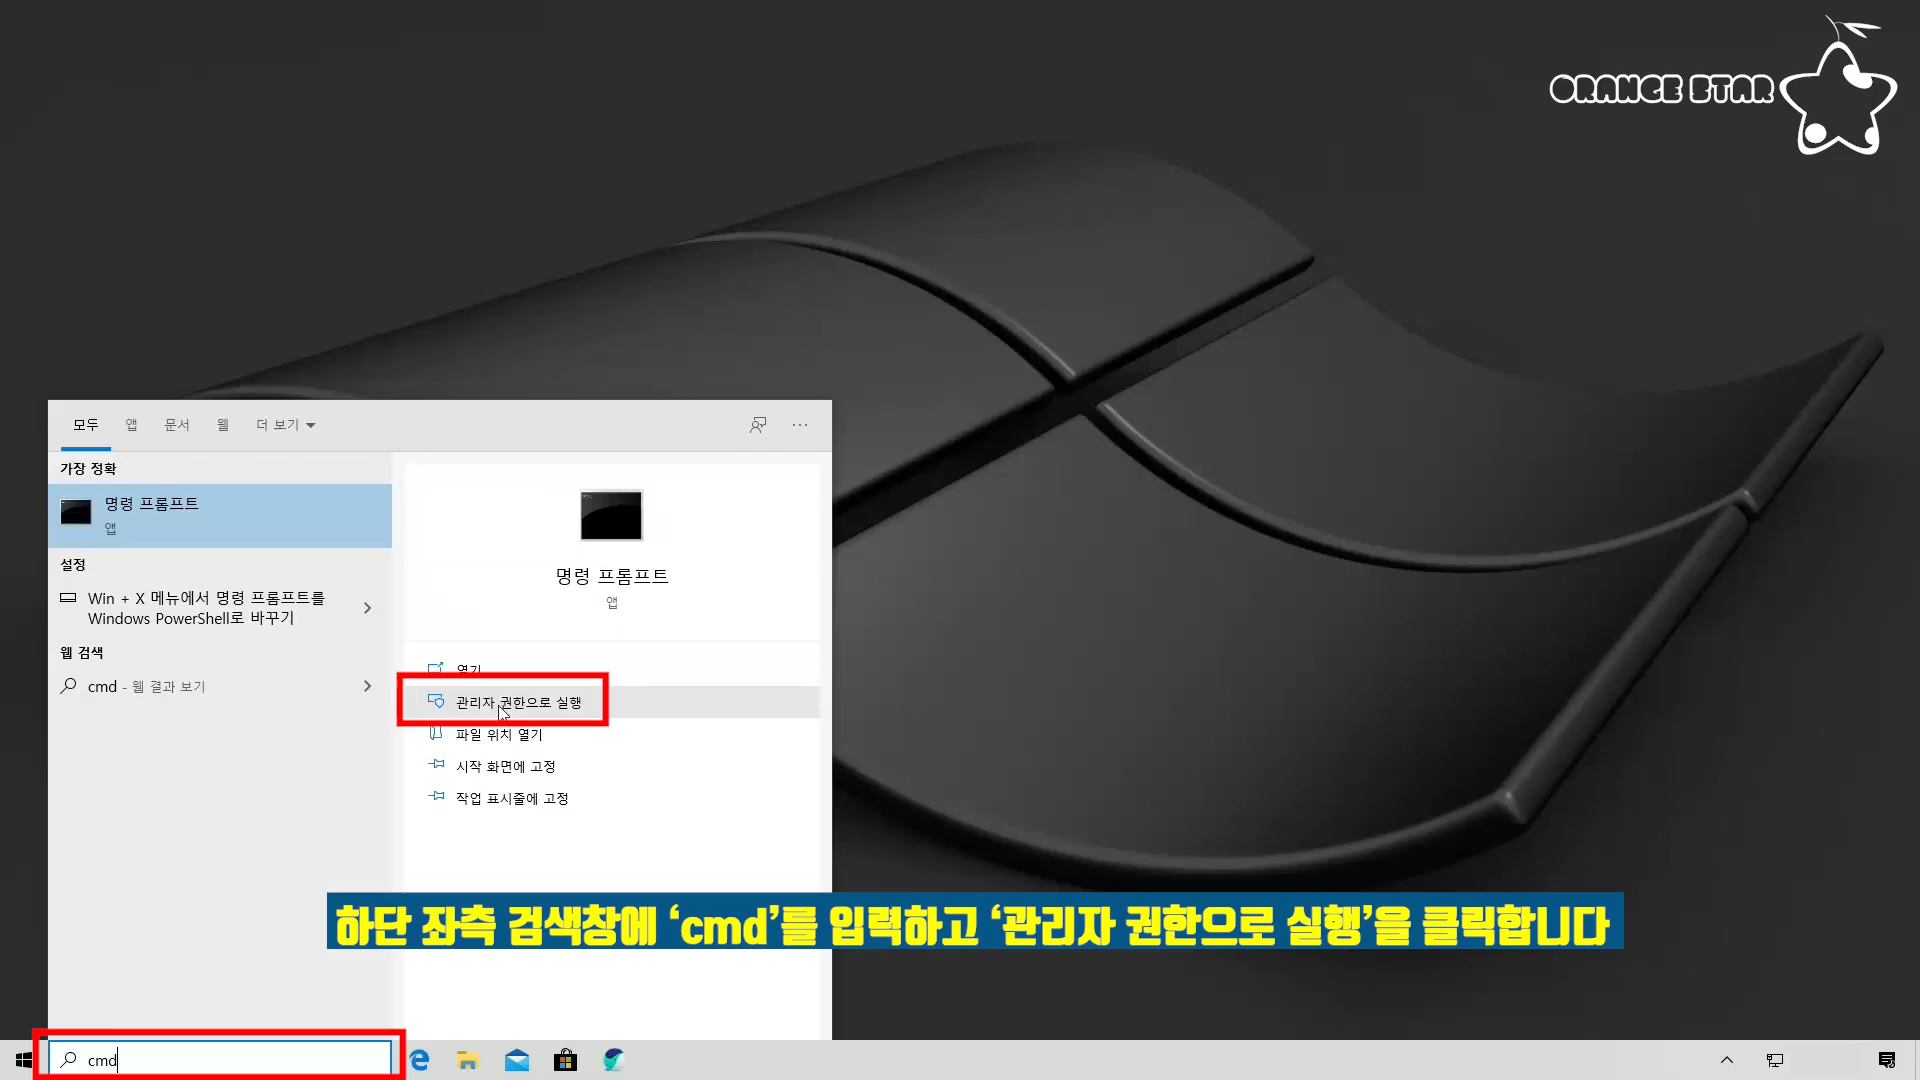 ORANGE STAR
모두 앱 문서 웹 더 보기
가장 정확
명령 프롬프트
앱
설정
Win + X 메뉴에서 명령 프롬프트를
Windows PowerShell로 바꾸기
웹 검색
cmd - 웹 결과 보기
명령 프롬프트
앱
열기
관리자 권한으로 실행
파일 위치 열기
시작 화면에 고정
작업 표시줄에 고정
하단 좌측 검색창에 ‘cmd’를 입력하고 ‘관리자 권한으로 실행’을 클릭합니다
cmd